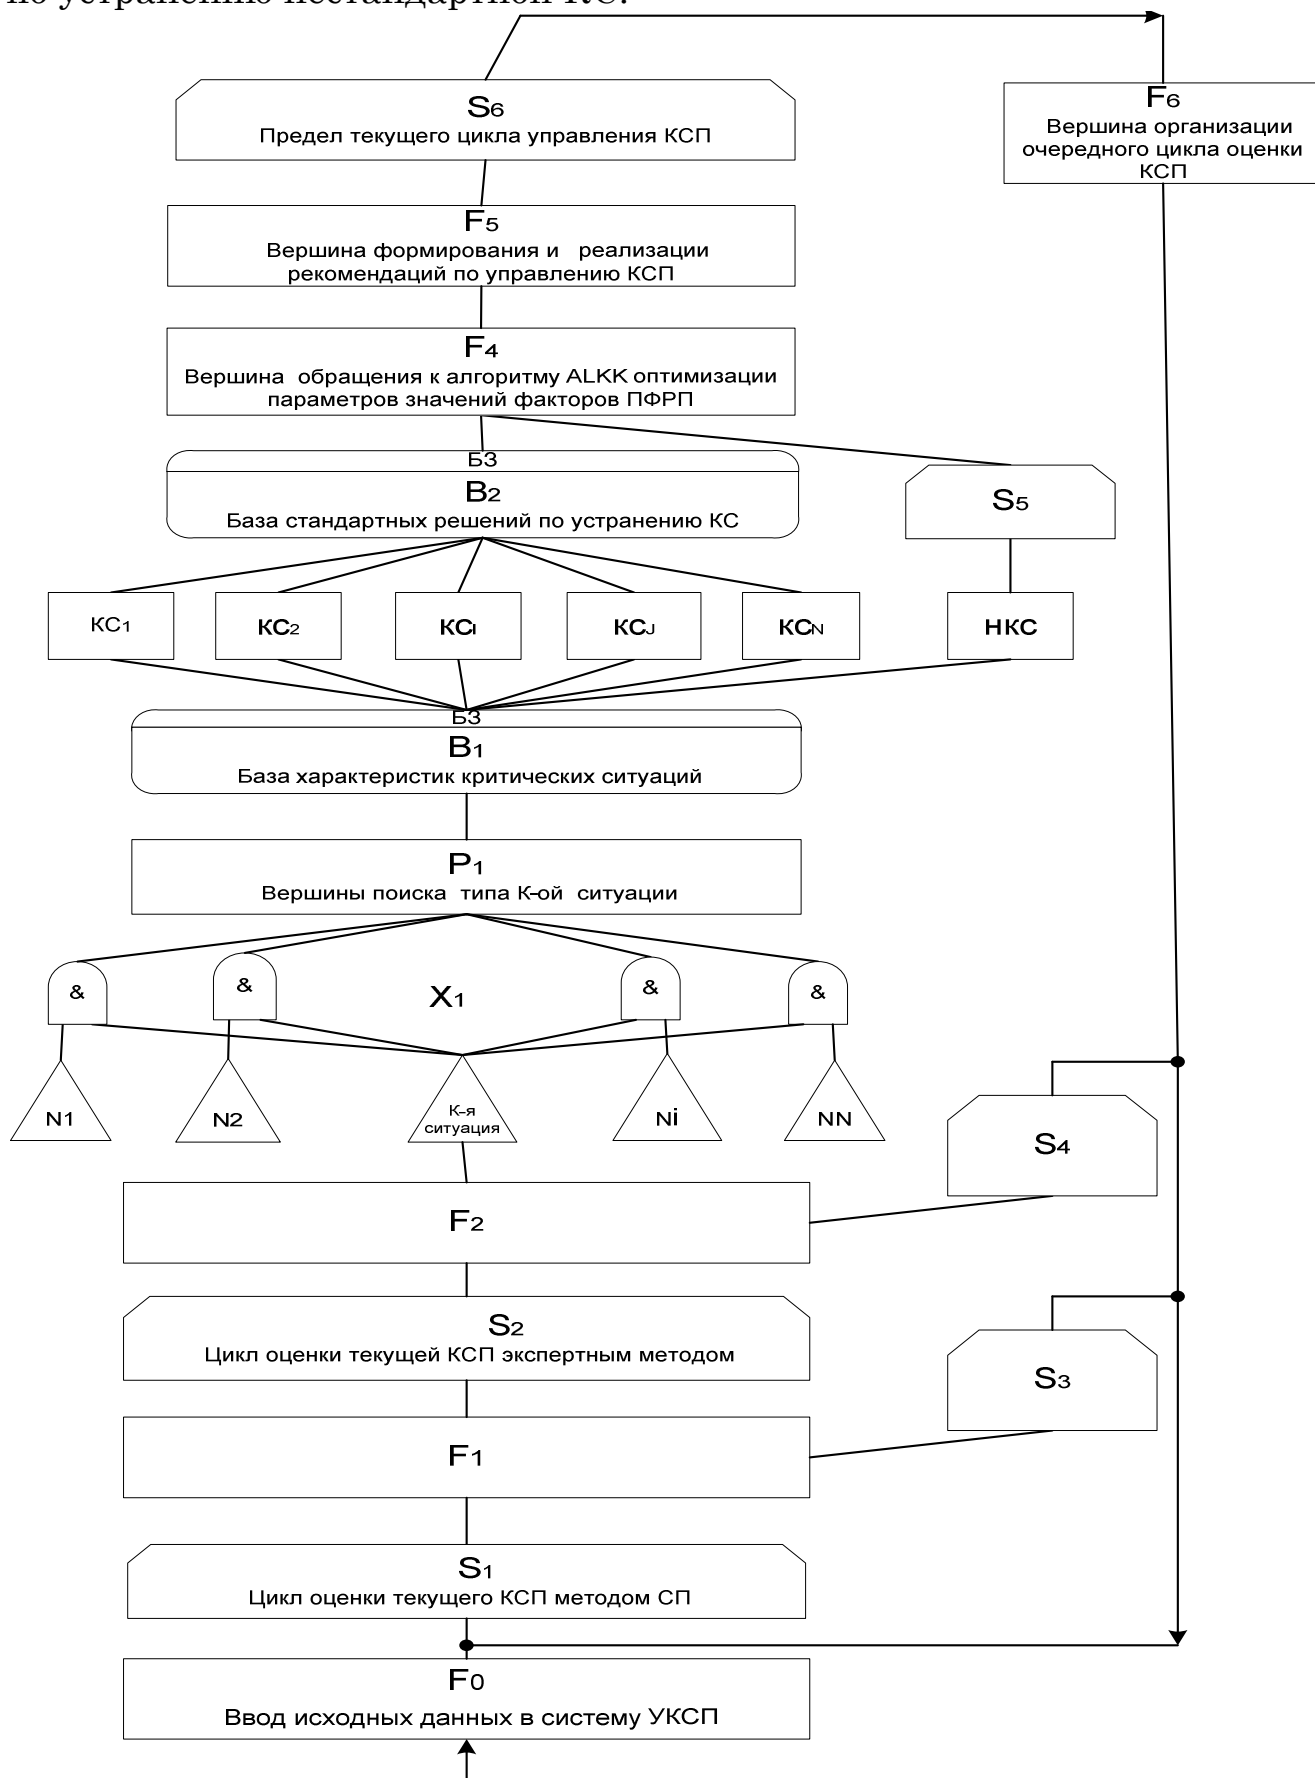 по устранению нестандартной КС.
S6
Предел текущего цикла управления КСП
F6
Вершина организации
очередного цикла оценки
КСП
F5
Вершина формирования и реализации
рекомендаций по управлению КСП
F4
Вершина обращения к алгоритму ALKK оптимизации
параметров значений факторов ПФРП
БЗ
B2
База стандартных решений по устранению КС
S5
КС1
КС2
КСI
КСJ
КСN
НКС
БЗ
B1
База характеристик критических ситуаций
P1
Вершины поиска типа К-ой ситуации
&
&
X1
&
&
N1
N2
К-я
ситуация
Ni
NN
S4
F2
S2
Цикл оценки текущей КСП экспертным методом
S3
F1
S1
Цикл оценки текущего КСП методом СП
F0
Ввод исходных данных в систему УКСП